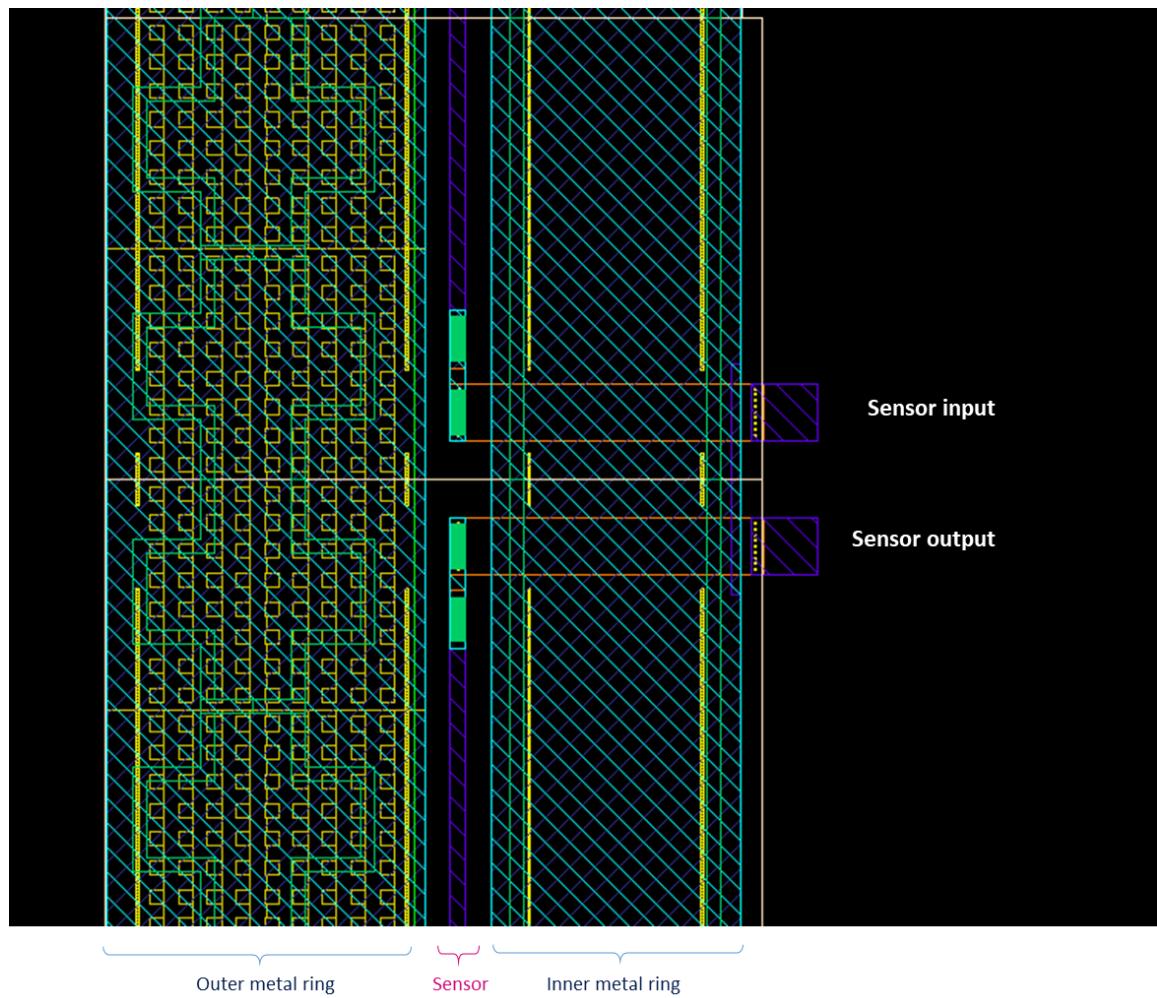 Sensor input
Sensor output
Outer metal ring
Sensor
Inner metal ring